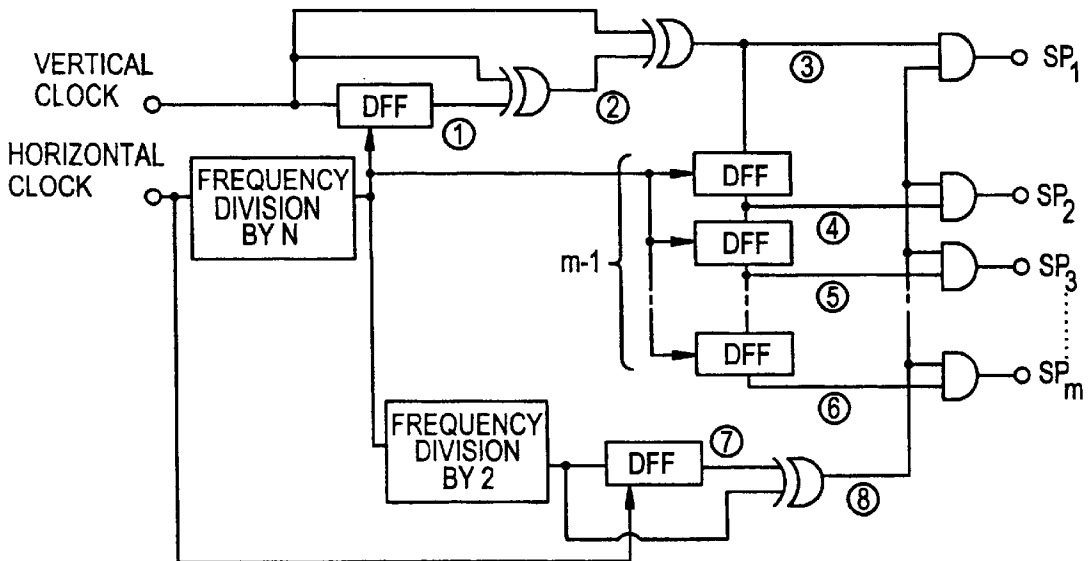 VERTICAL
CLOCK
HORIZONTAL
CLOCK
DFF
①
②
③
SP1
FREQUENCY
DIVISION
BY N
m-1
DFF
④
SP2
DFF
⑤
SP3
DFF
⑥
SPm
FREQUENCY
DIVISION
BY 2
DFF
⑦
⑧